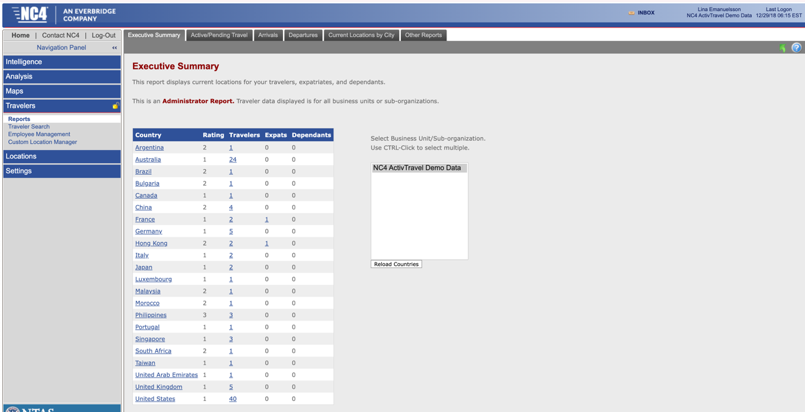 NC4 AN EVERBRIDGE COMPANY
INBOX
Lina Emanuelsson
NC4 ActivTravel Demo Data
Last Logon
12/29/18 06:15 EST
Home | Contact NC4 | Log-Out
Navigation Panel
Intelligence
Analysis
Maps
Travelers
Reports
Traveler Search
Employee Management
Custom Location Manager
Locations
Settings
NTAS
Executive Summary Active/Pending Travel Arrivals Departures Current Locations by City Other Reports
Executive Summary
This report displays current locations for your travelers, expatriates, and dependants.
This is an Administrator Report. Traveler data displayed is for all business units or sub-organizations.
Country Rating Travelers Expats Dependants
Argentina 2 1 0 0
Australia 1 24 0 0
Brazil 2 1 0 0
Bulgaria 2 1 0 0
Canada 1 1 0 0
China 2 4 0 0
France 1 2 1 0
Germany 1 5 0 0
Hong Kong 2 2 1 0
Italy 1 2 0 0
Japan 1 2 0 0
Luxembourg 1 1 0 0
Malaysia 2 1 0 0
Morocco 2 1 0 0
Philippines 3 3 0 0
Portugal 1 1 0 0
Singapore 1 3 0 0
South Africa 2 1 0 0
Taiwan 1 1 0 0
United Arab Emirates 1 1 0 0
United Kingdom 1 5 0 0
United States 1 40 0 0
Select Business Unit/Sub-organization.
Use CTRL-Click to select multiple.
NC4 ActivTravel Demo Data
Reload Countries